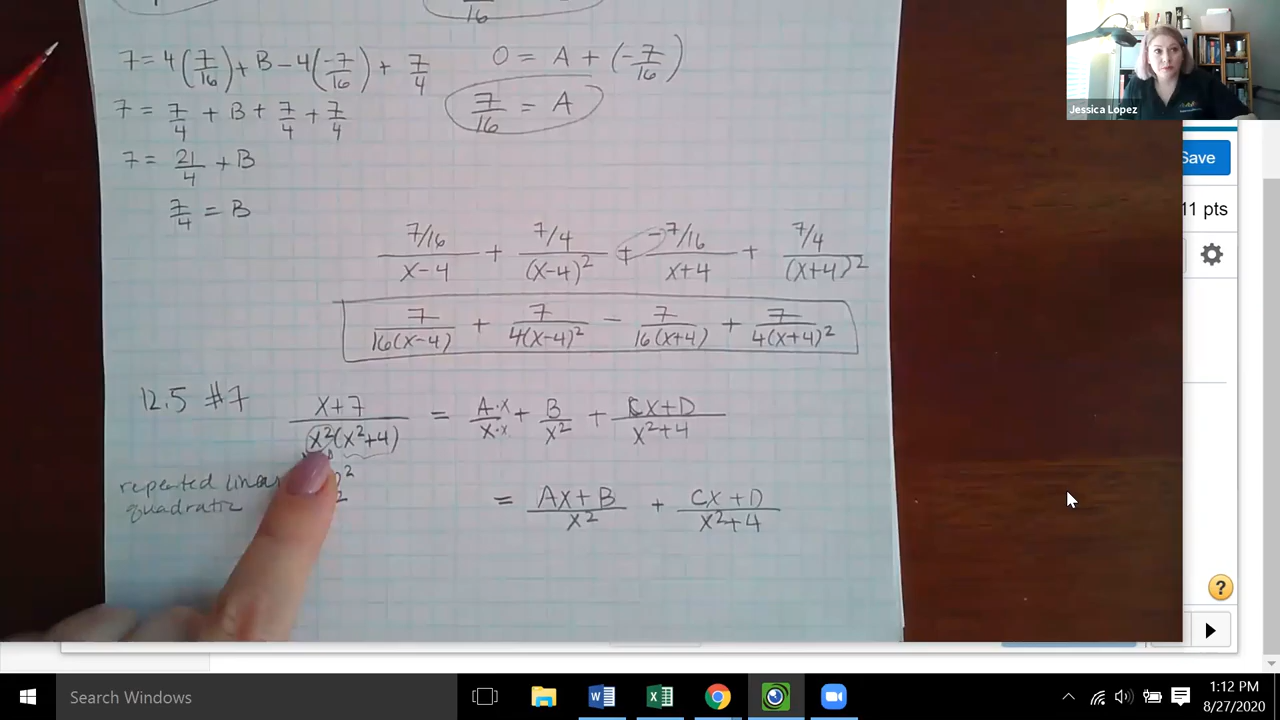 16
7 = 4(7/16) + B - 4(-7/16) + 7/4
0 = A + (-7/16)
7 = 7/4 + B + 7/4 + 7/4
7/16 = A
7 = 21/4 + B
7/4 = B
7/16 / x-4 + 7/4 / (x-4)² + -7/16 / x+4 + 7/4 / (x+4)²
7 / 16(x-4) + 7 / 4(x-4)² - 7 / 16(x+4) + 7 / 4(x+4)²
12.5 #7
x+7 / x²(x²+4) = A·x / x·x + B / x² + Cx+D / x²+4
repeated linear
quadratic
= Ax+B / x² + Cx+D / x²+4
Jessica Lopez
Save
11 pts
?
Search Windows
1:12 PM
8/27/2020